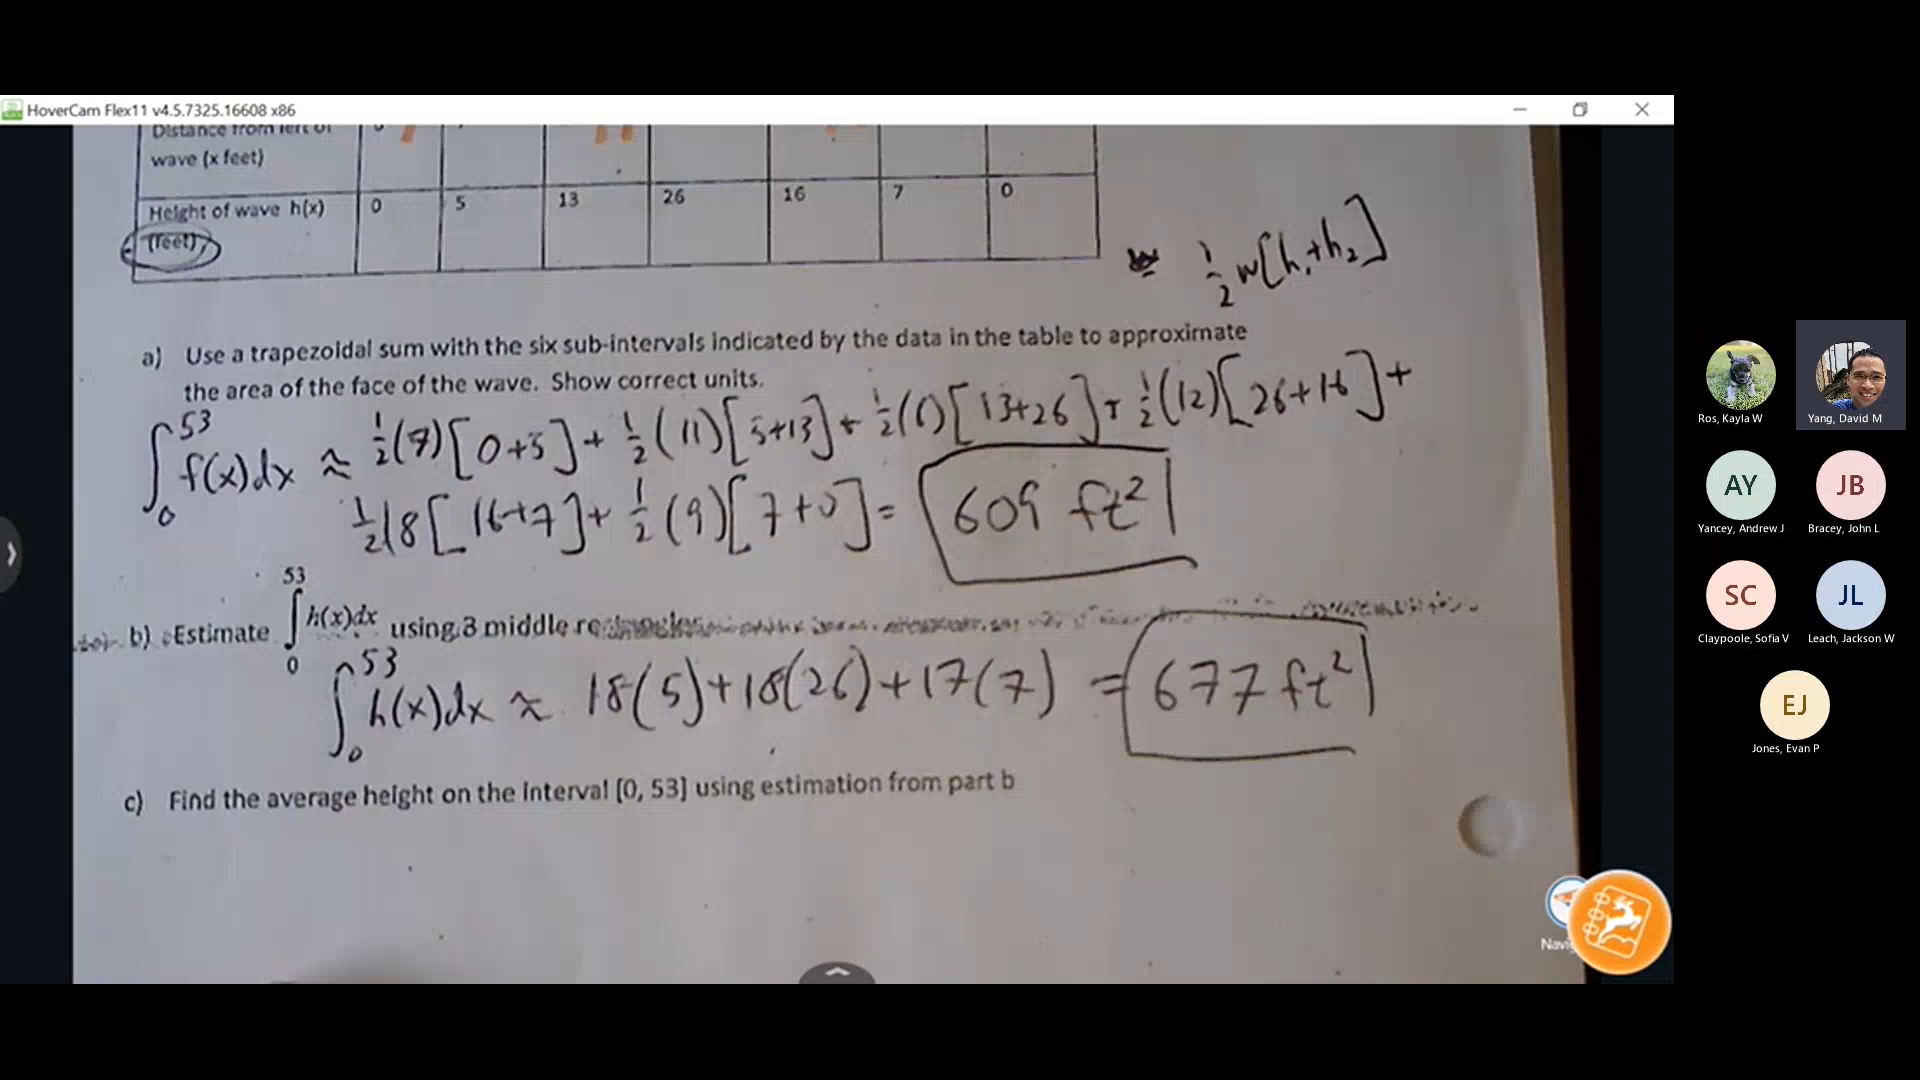 HoverCam Flex11 v4.5.7325.16608 x86
Distance from left of
wave (x feet)
Height of wave h(x) 0 5 13 26 16 7 0
(feet)
1/2 w[h₁+h₂]
a) Use a trapezoidal sum with the six sub-intervals indicated by the data in the table to approximate
the area of the face of the wave. Show correct units.
∫₀⁵³ f(x)dx ≈ 1/2(7)[0+5] + 1/2(11)[5+13] + 1/2(6)[13+26] + 1/2(12)[26+16] +
1/2(8[16+7] + 1/2(9)[7+0] = 609 ft²
b) Estimate ∫₀⁵³ h(x)dx using 3 middle rectangles
∫₀⁵³ h(x)dx ≈ 18(5)+18(26)+17(7) = 677 ft²
c) Find the average height on the interval [0, 53] using estimation from part b
Ros, Kayla W
Yang, David M
AY
JB
Yancey, Andrew J
Bracey, John L
SC
JL
Claypoole, Sofia V
Leach, Jackson W
EJ
Jones, Evan P